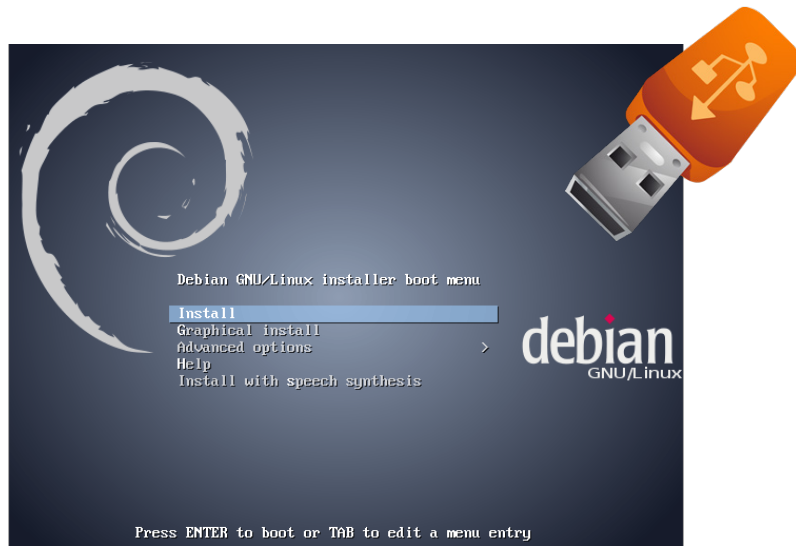 Debian GNU/Linux installer boot menu
Install
Graphical install
Advanced options >
Help
Install with speech synthesis
debian
GNU/Linux
Press ENTER to boot or TAB to edit a menu entry